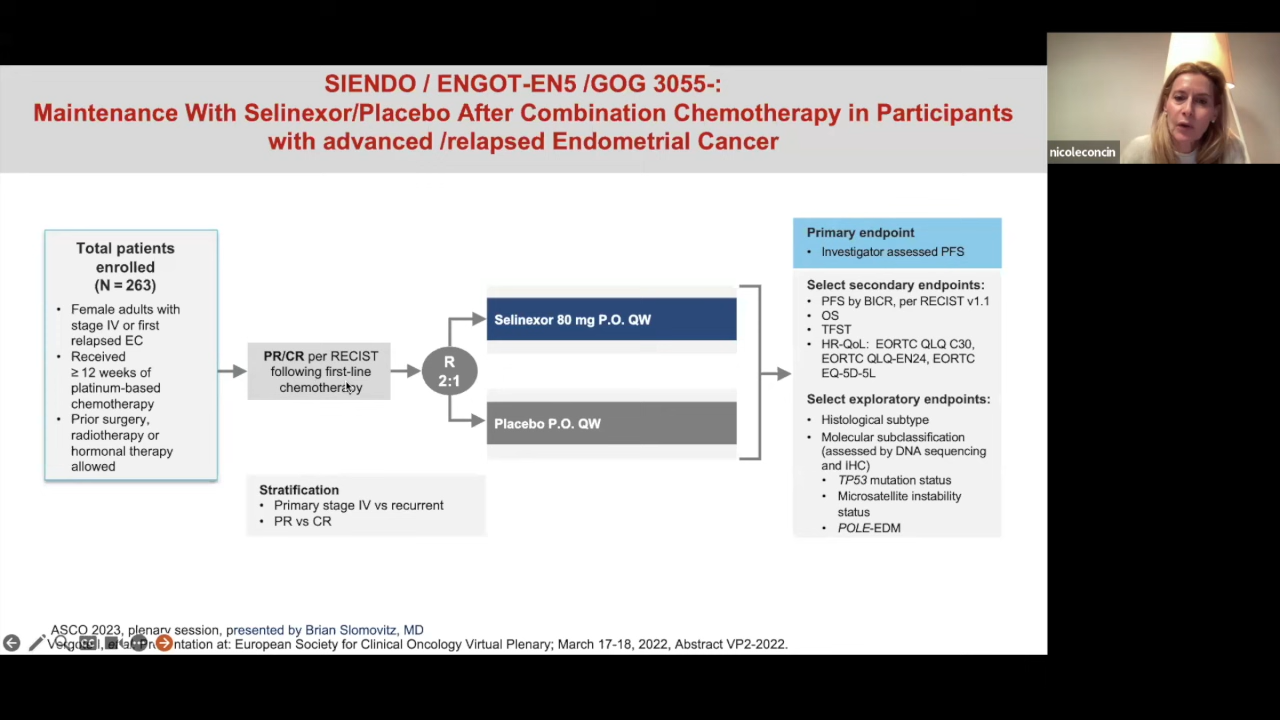 SIENDO / ENGOT-EN5 /GOG 3055-:
Maintenance With Selinexor/Placebo After Combination Chemotherapy in Participants
with advanced /relapsed Endometrial Cancer
nicoleconcin
Total patients
enrolled
(N = 263)
• Female adults with
stage IV or first
relapsed EC
• Received
≥ 12 weeks of
platinum-based
chemotherapy
• Prior surgery,
radiotherapy or
hormonal therapy
allowed
PR/CR per RECIST
following first-line
chemotherapy
R
2:1
Stratification
• Primary stage IV vs recurrent
• PR vs CR
Selinexor 80 mg P.O. QW
Placebo P.O. QW
Primary endpoint
• Investigator assessed PFS
Select secondary endpoints:
• PFS by BICR, per RECIST v1.1
• OS
• TFST
• HR-QoL: EORTC QLQ C30,
EORTC QLQ-EN24, EORTC
EQ-5D-5L
Select exploratory endpoints:
• Histological subtype
• Molecular subclassification
(assessed by DNA sequencing
and IHC)
• TP53 mutation status
• Microsatellite instability
status
• POLE-EDM
ASCO 2023, plenary session, presented by Brian Slomovitz, MD
at: European Society for Clinical Oncology Virtual Plenary; March 17-18, 2022, Abstract VP2-2022.